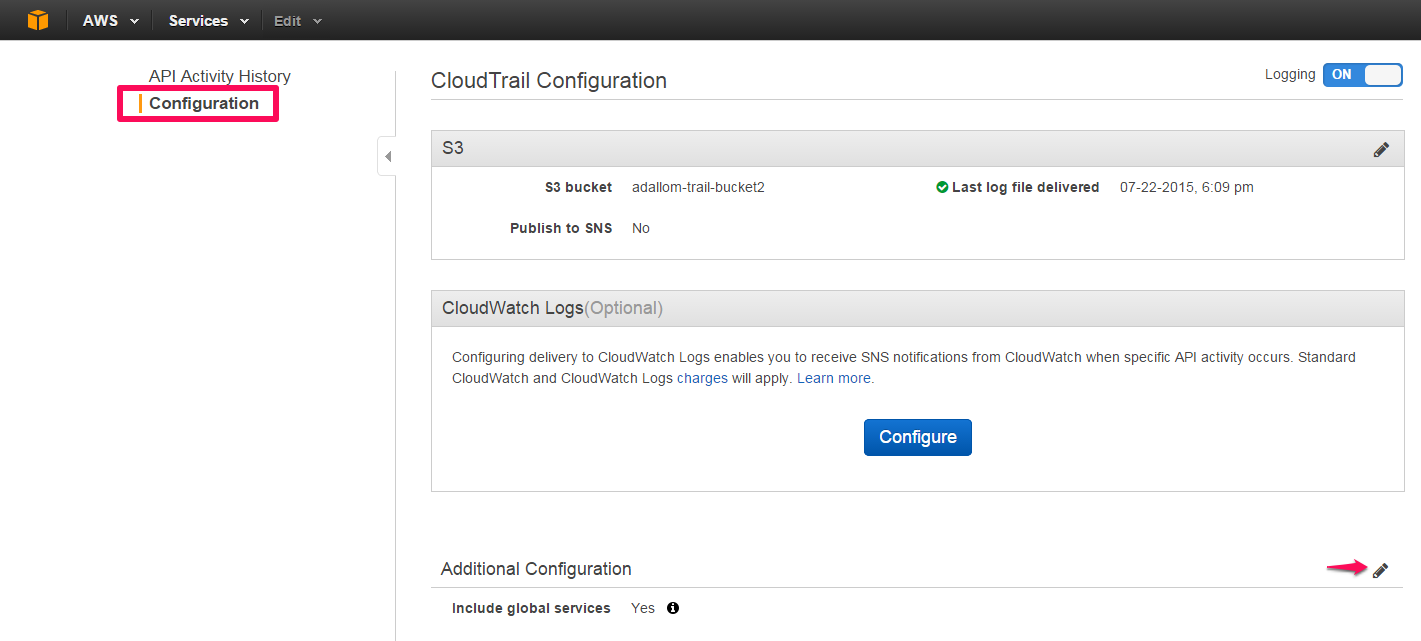 AWS Services Edit
API Activity History
Configuration
CloudTrail Configuration
Logging ON
S3
S3 bucket adallom-trail-bucket2
Last log file delivered 07-22-2015, 6:09 pm
Publish to SNS No
CloudWatch Logs(Optional)
Configuring delivery to CloudWatch Logs enables you to receive SNS notifications from CloudWatch when specific API activity occurs. Standard
CloudWatch and CloudWatch Logs charges will apply. Learn more.
Configure
Additional Configuration
Include global services Yes